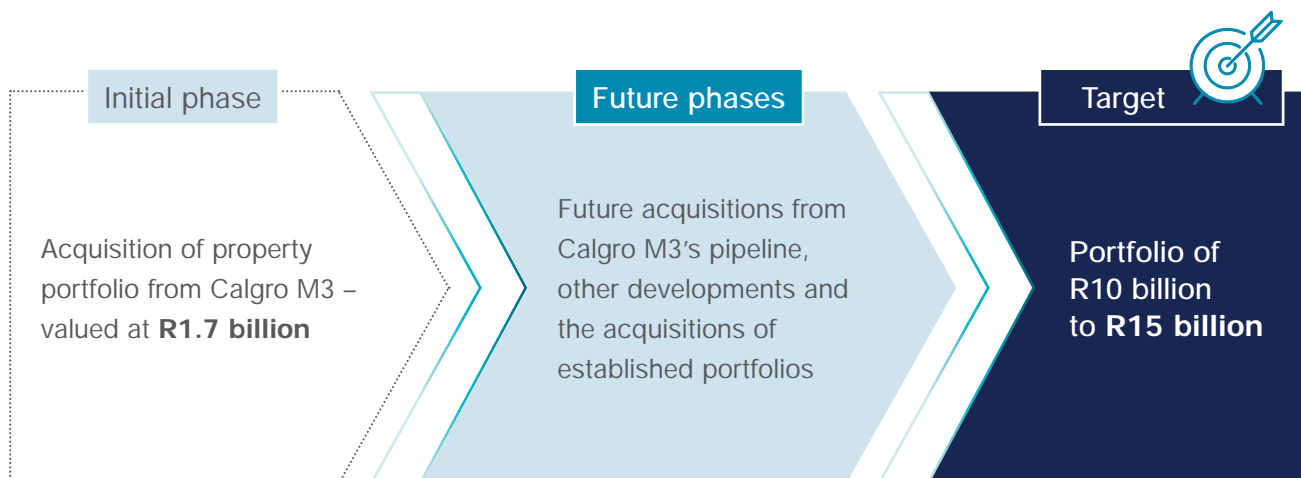 Initial phase
Acquisition of property
portfolio from Calgro M3 –
valued at R1.7 billion
Future phases
Future acquisitions from
Calgro M3’s pipeline,
other developments and
the acquisitions of
established portfolios
Target
Portfolio of
R10 billion
to R15 billion